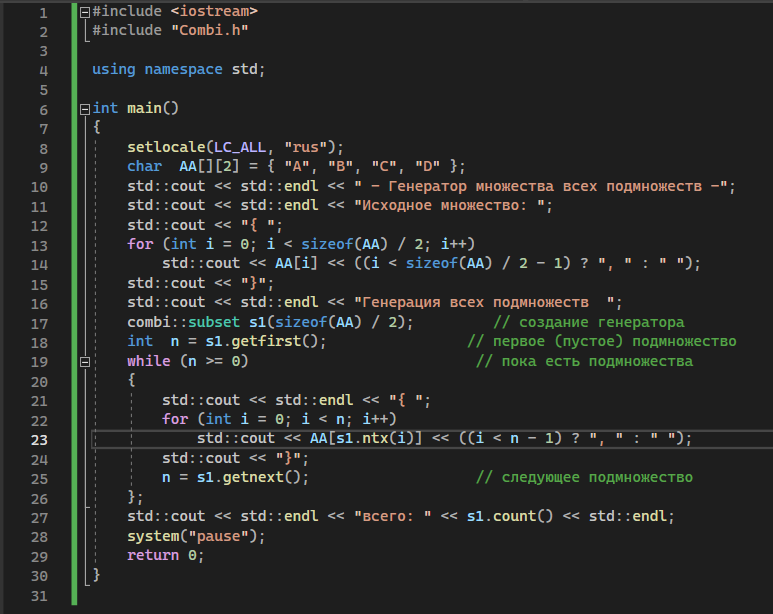 1 #include <iostream>
2 #include "Combi.h"
3
4 using namespace std;
5
6 int main()
7 {
8 setlocale(LC_ALL, "rus");
9 char  AA[][2] = { "A", "B", "C", "D" };
10 std::cout << std::endl << " - Генератор множества всех подмножеств -";
11 std::cout << std::endl << "Исходное множество: ";
12 std::cout << "{ ";
13 for (int i = 0; i < sizeof(AA) / 2; i++)
14 std::cout << AA[i] << ((i < sizeof(AA) / 2 - 1) ? ", " : " ");
15 std::cout << "}";
16 std::cout << std::endl << "Генерация всех подмножеств  ";
17 combi::subset s1(sizeof(AA) / 2); // создание генератора
18 int  n = s1.getfirst(); // первое (пустое) подмножество
19 while (n >= 0) // пока есть подмножества
20 {
21 std::cout << std::endl << "{ ";
22 for (int i = 0; i < n; i++)
23 std::cout << AA[s1.ntx(i)] << ((i < n - 1) ? ", " : " ");
24 std::cout << "}";
25 n = s1.getnext(); // следующее подмножество
26 };
27 std::cout << std::endl << "всего: " << s1.count() << std::endl;
28 system("pause");
29 return 0;
30 }
31